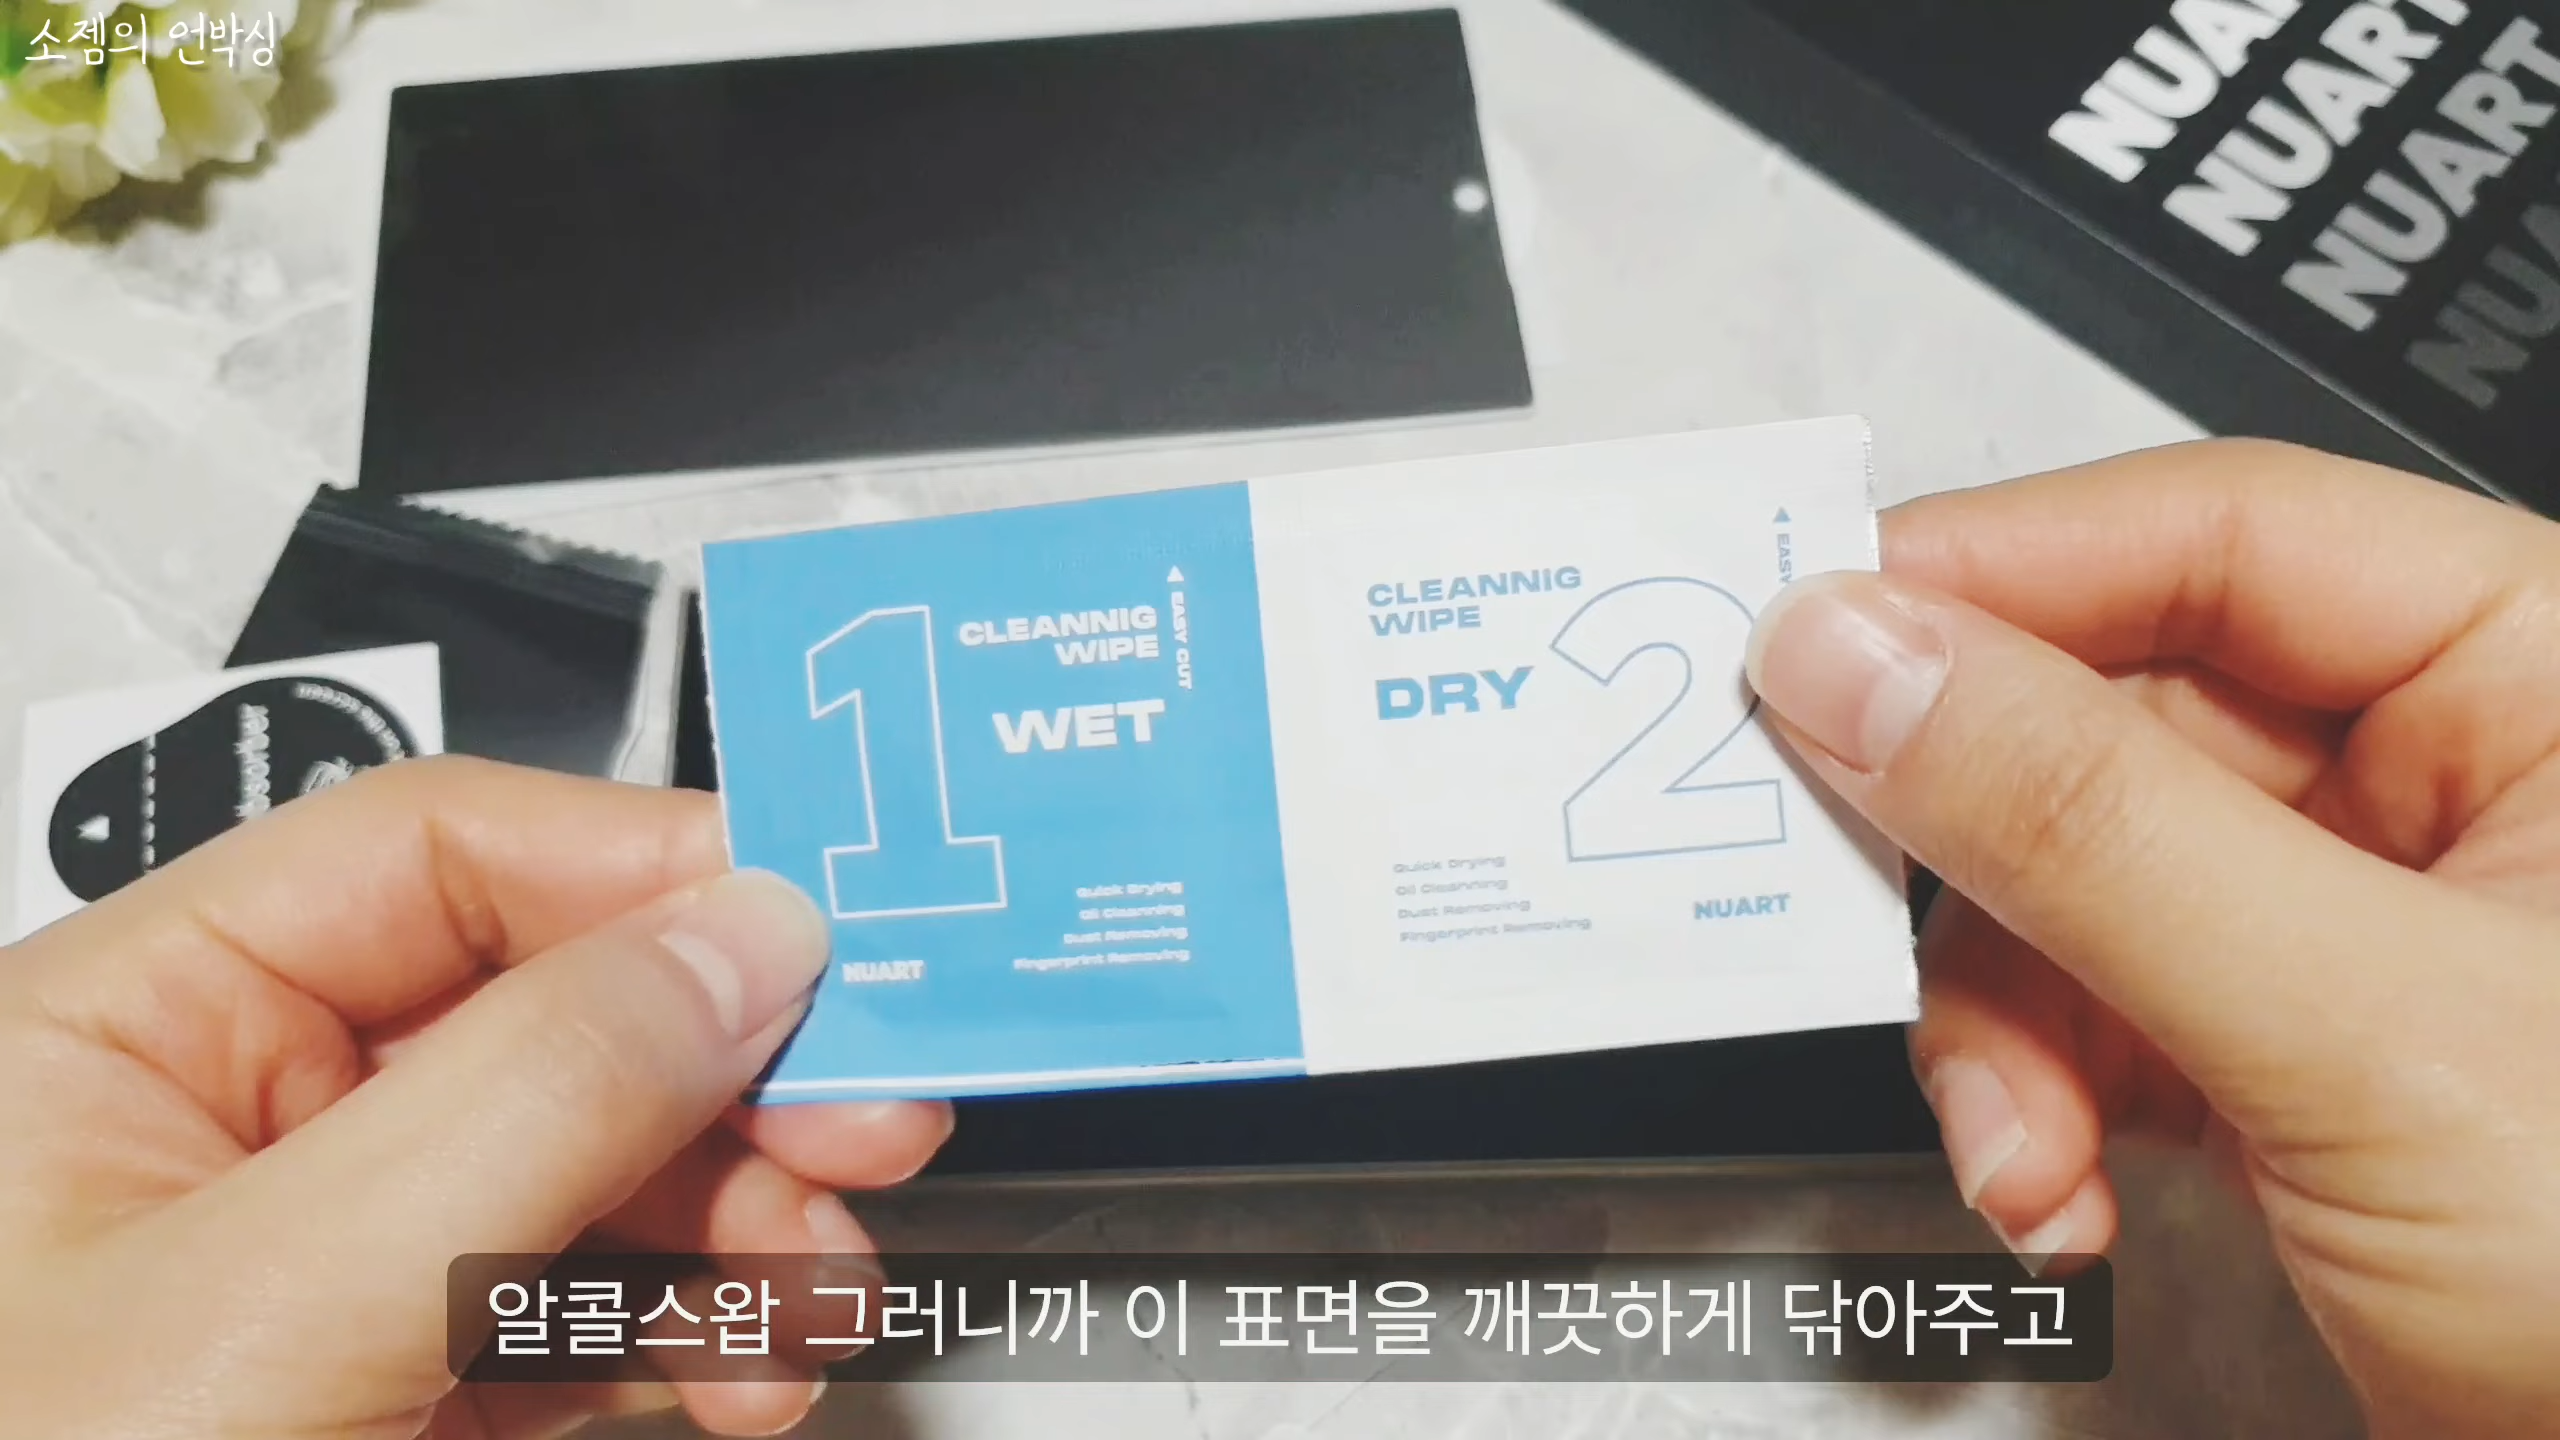 소젬의 언박싱
NUART
NUART
NUART
NUART
1
CLEANNIG
WIPE
WET
EASY CUT
Quick Drying
Oil Cleanning
Dust Removing
Fingerprint Removing
NUART
CLEANNIG
WIPE
DRY
2
EASY
Quick Drying
Oil Cleanning
Dust Removing
Fingerprint Removing
NUART
알콜스왑 그러니까 이 표면을 깨끗하게 닦아주고